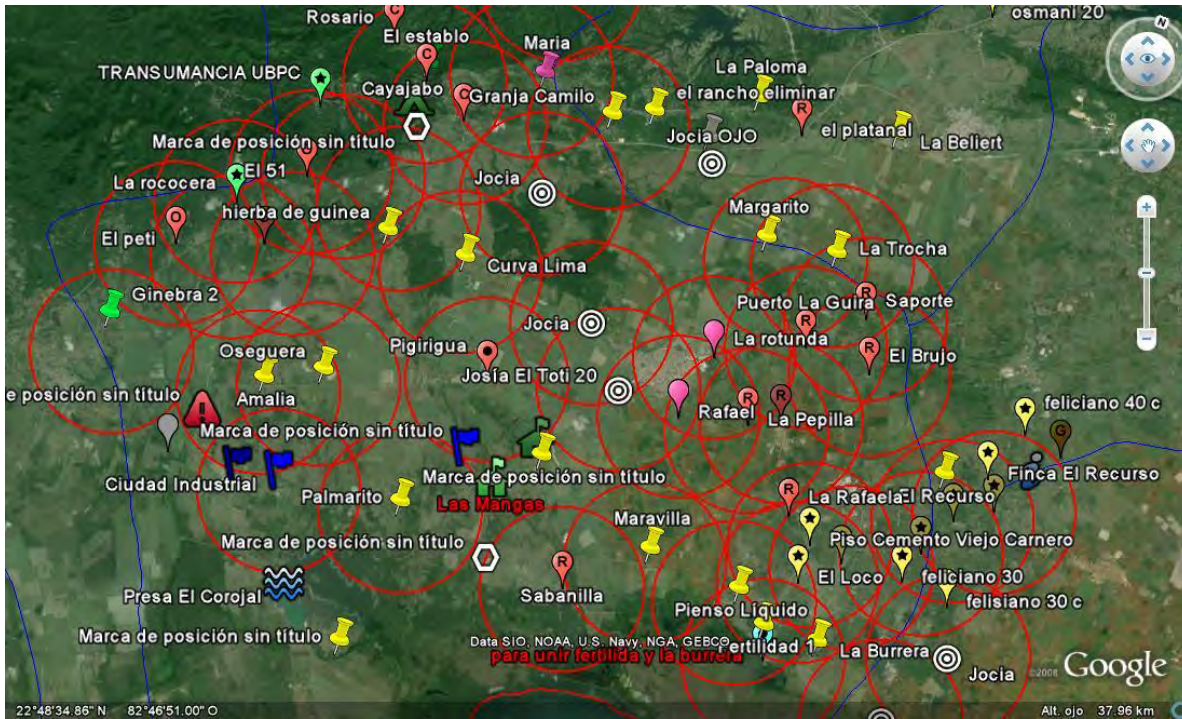 osmani 20
Rosario
El establo
Maria
N
La Paloma
TRANSUMANCIA UBPC
Cayajabo
Granja Camilo
el rancho eliminar
el platanal
Jocia OJO
La Beliert
Marca de posición sin título
La rococera
El 51
Jocia
Margarito
hierba de guinea
El peti
La Trocha
Curva Lima
Ginebra 2
Puerto La Guira
Saporte
Jocia
La rotunda
Pigirigua
El Brujo
Oseguera
Josía El Toti 20
e posición sin título
Amalia
Rafael
La Pepilla
feliciano 40 c
Marca de posición sin título
Marca de posición sin título
Finca El Recurso
Ciudad Industrial
Palmarito
Las Mangas
La Rafaela
El Recurso
Maravilla
Piso Cemento Viejo Carnero
Marca de posición sin título
El Loco
feliciano 30
Presa El Corojal
Sabanilla
Pienso Líquido
felisiano 30 c
Marca de posición sin título
Data SIO, NOAA, U.S. Navy, NGA, GEBCO
Fertilidad 1
La Burrera
para unir fertilida y la burrera
Jocia
©2008 Google
22°48'34.86" N 82°46'51.00" O
Alt. ojo 37.96 km